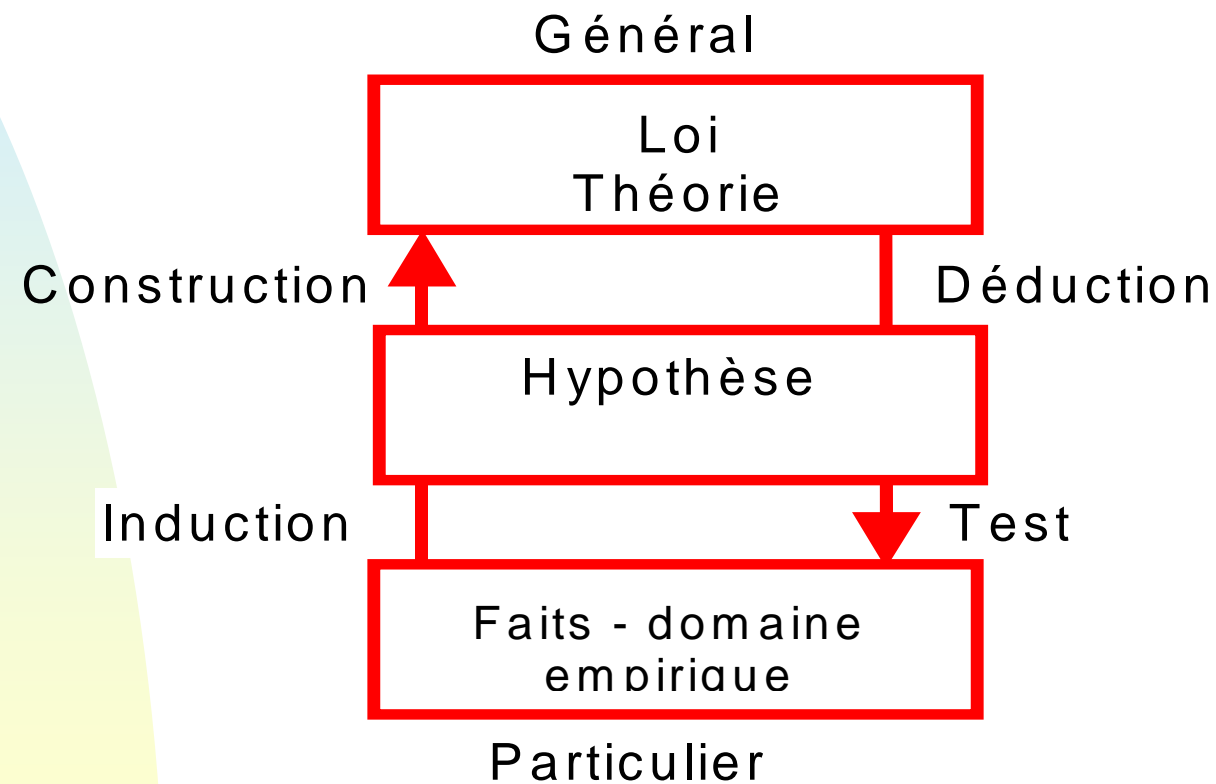 Général
Loi
Théorie
Construction
Déduction
Hypothèse
Induction
Test
Faits - domaine
empirique
Particulier